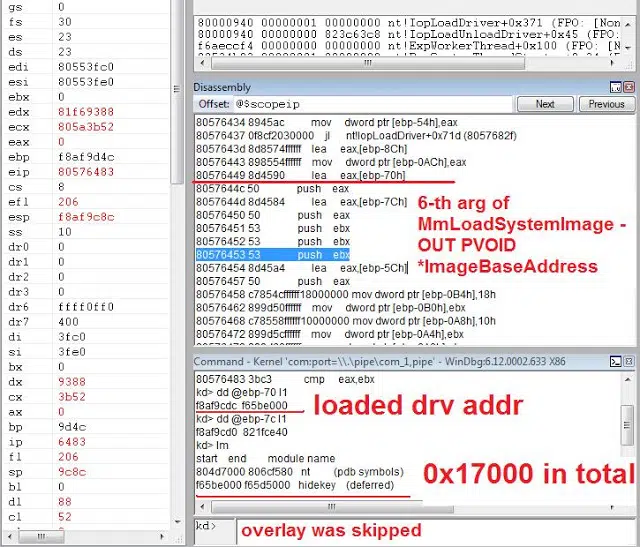 gs 0
fs 30
es 23
ds 23
edi 80553fc0
esi 80553fe0
ebx 0
edx 81f69388
ecx 805a3b52
eax 0
ebp f8af9d4c
eip 80576483
cs 8
efl 206
esp f8af9c8c
ss 10
dr0 0
dr1 0
dr2 0
dr3 0
dr6 ffff0ff0
dr7 400
di 3fc0
si 3fe0
bx 0
dx 9388
cx 3b52
ax 0
bp 9d4c
ip 6483
fl 206
sp 9c8c
bl 0
dl 88
cl 52
80000940 00000001 00000000 nt!IopLoadDriver+0x371 (FPO: [Non
80000940 00000000 823c63c8 nt!IopLoadUnloadDriver+0x45 (FPO:
f6aeccf4 00000000 00000000 nt!ExpWorkerThread+0x100 (FPO: [N
Disassembly
Offset: @$scopeip Next Previous
80576434 8945ac mov dword ptr [ebp-54h],eax
80576437 0f8cf2030000 jl nt!IopLoadDriver+0x71d (8057682f)
8057643d 8d8574ffffff lea eax,[ebp-8Ch]
80576443 898554ffffff mov dword ptr [ebp-0ACh],eax
80576449 8d4590 lea eax,[ebp-70h]
8057644c 50 push eax
8057644d 8d4584 lea eax,[ebp-7Ch]
80576450 50 push eax
80576451 53 push ebx
80576452 53 push ebx
80576453 53 push ebx
80576454 8d45a4 lea eax,[ebp-5Ch]
80576457 50 push eax
80576458 c7854cffffff18000000 mov dword ptr [ebp-0B4h],18h
80576462 899d50ffffff mov dword ptr [ebp-0B0h],ebx
80576468 c78558ffffff10000000 mov dword ptr [ebp-0A8h],10h
80576472 899d5cffffff mov dword ptr [ebp-0A4h],ebx
6-th arg of
MmLoadSystemImage -
OUT PVOID
*ImageBaseAddress
Command - Kernel 'com:port=\\.\pipe\com_1,pipe' - WinDbg:6.12.0002.633 X86
80576483 3bc3 cmp eax,ebx
kd> dd @ebp-70 l1
f8af9cdc f65be000
loaded drv addr
kd> dd @ebp-7c l1
f8af9cd0 821fce40
kd> lm
start end module name
804d7000 806cf580 nt (pdb symbols)
f65be000 f65d5000 hidekey (deferred)
0x17000 in total
kd>
overlay was skipped